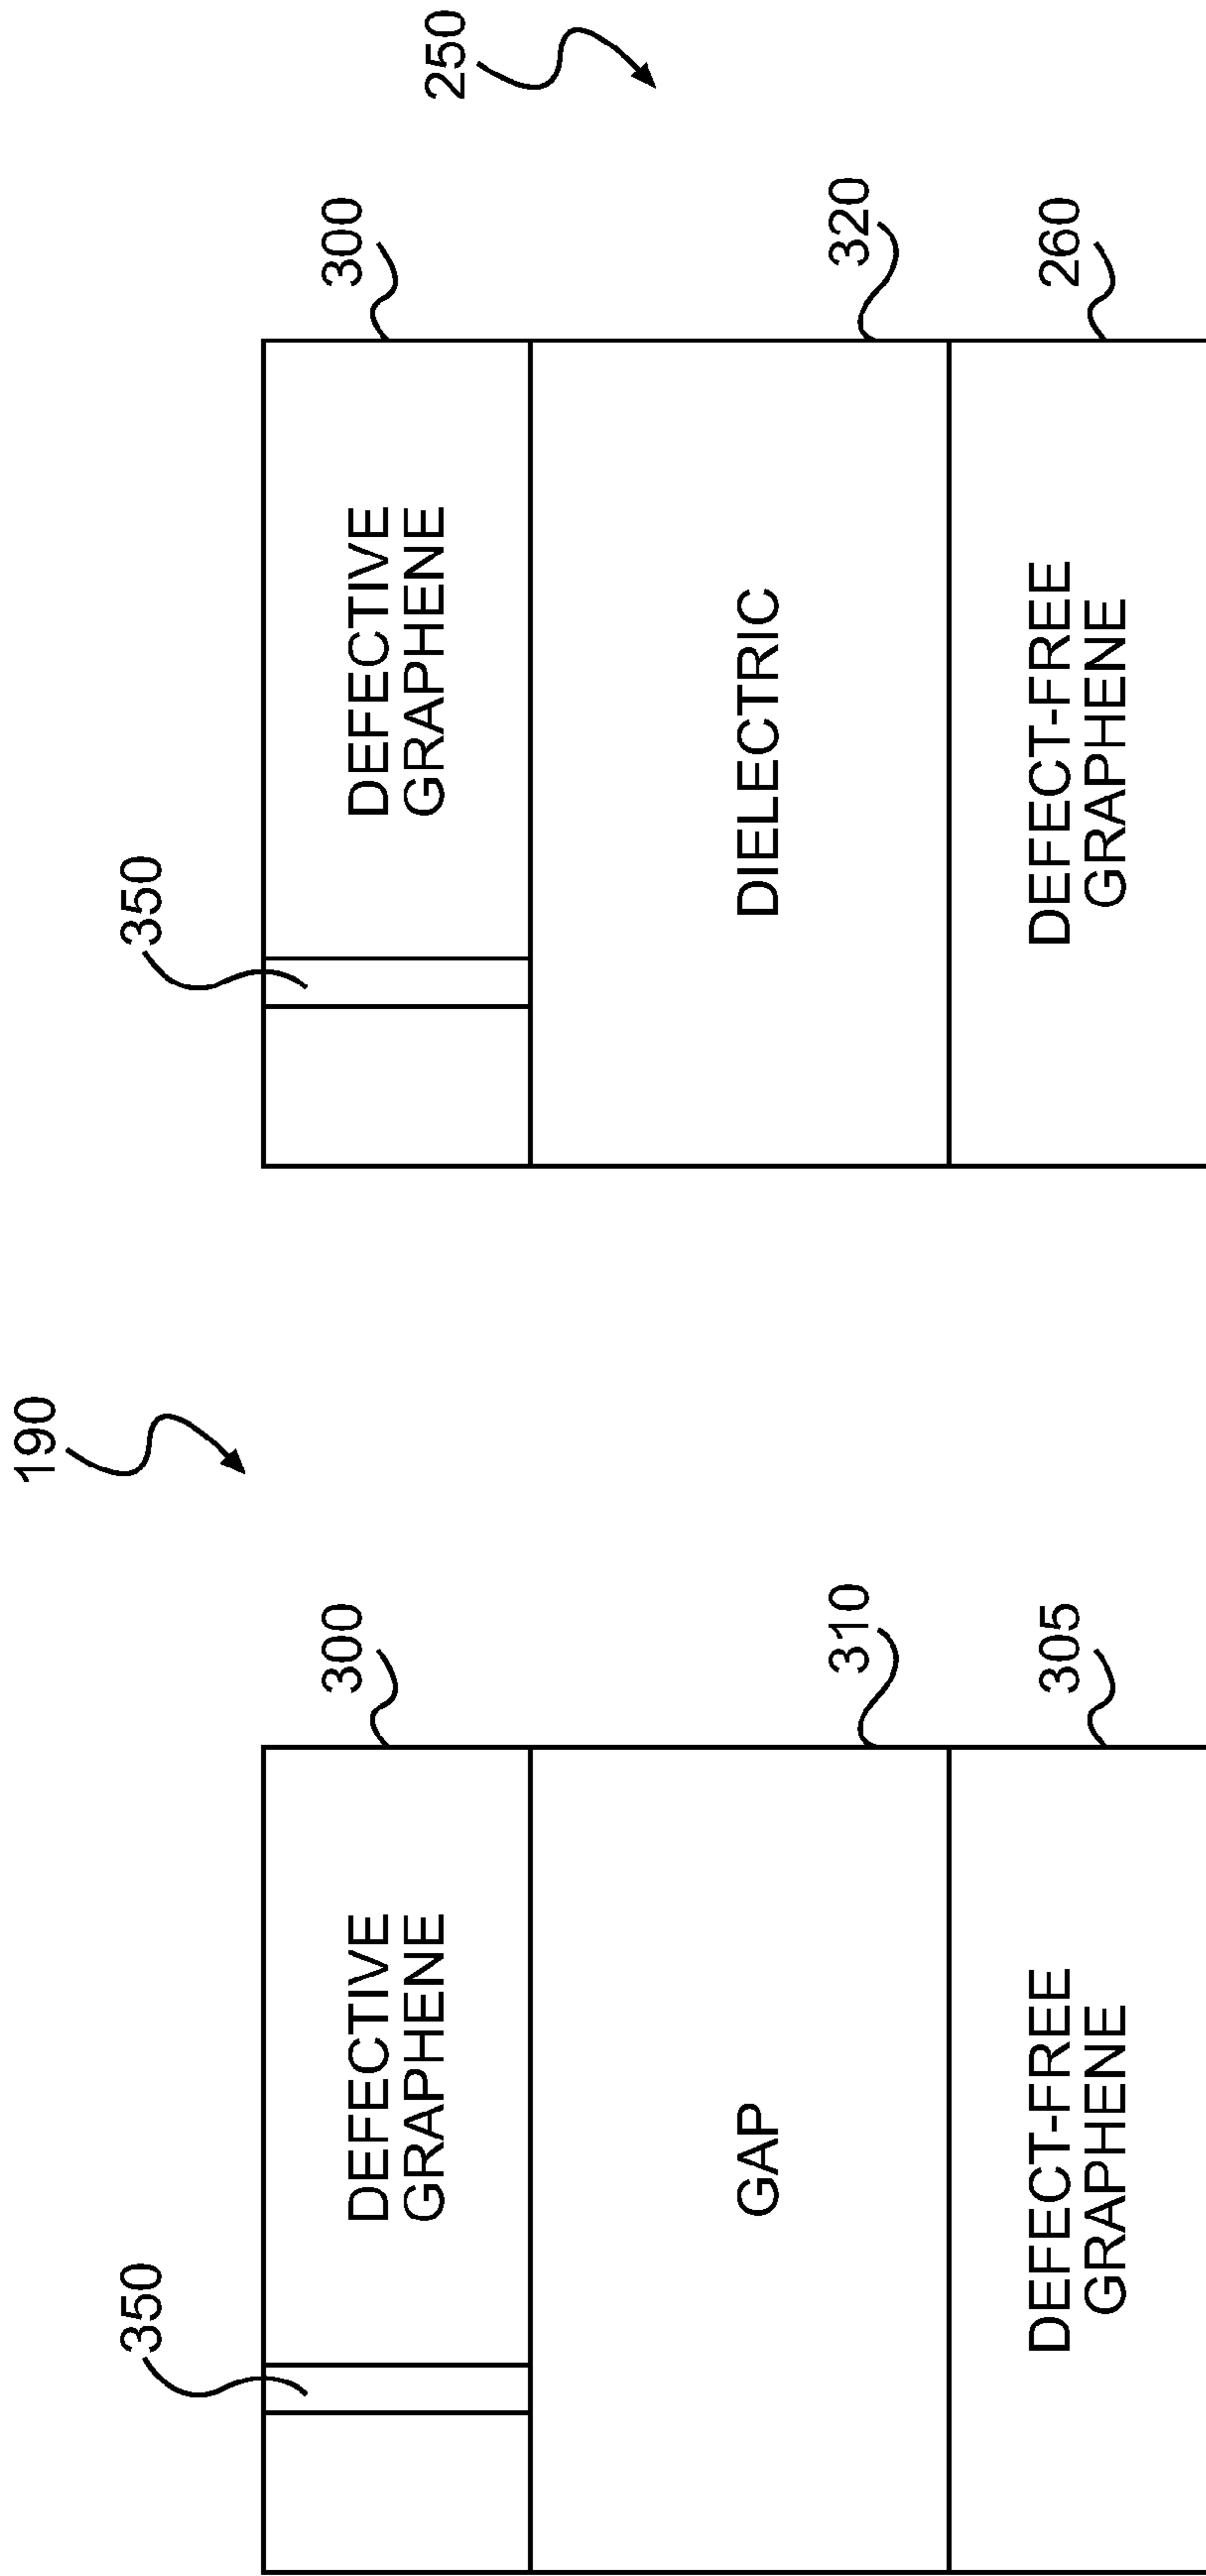 190
350
300
DEFECTIVE
GRAPHENE
310
GAP
305
DEFECT-FREE
GRAPHENE
350
300
250
DEFECTIVE
GRAPHENE
320
DIELECTRIC
260
DEFECT-FREE
GRAPHENE